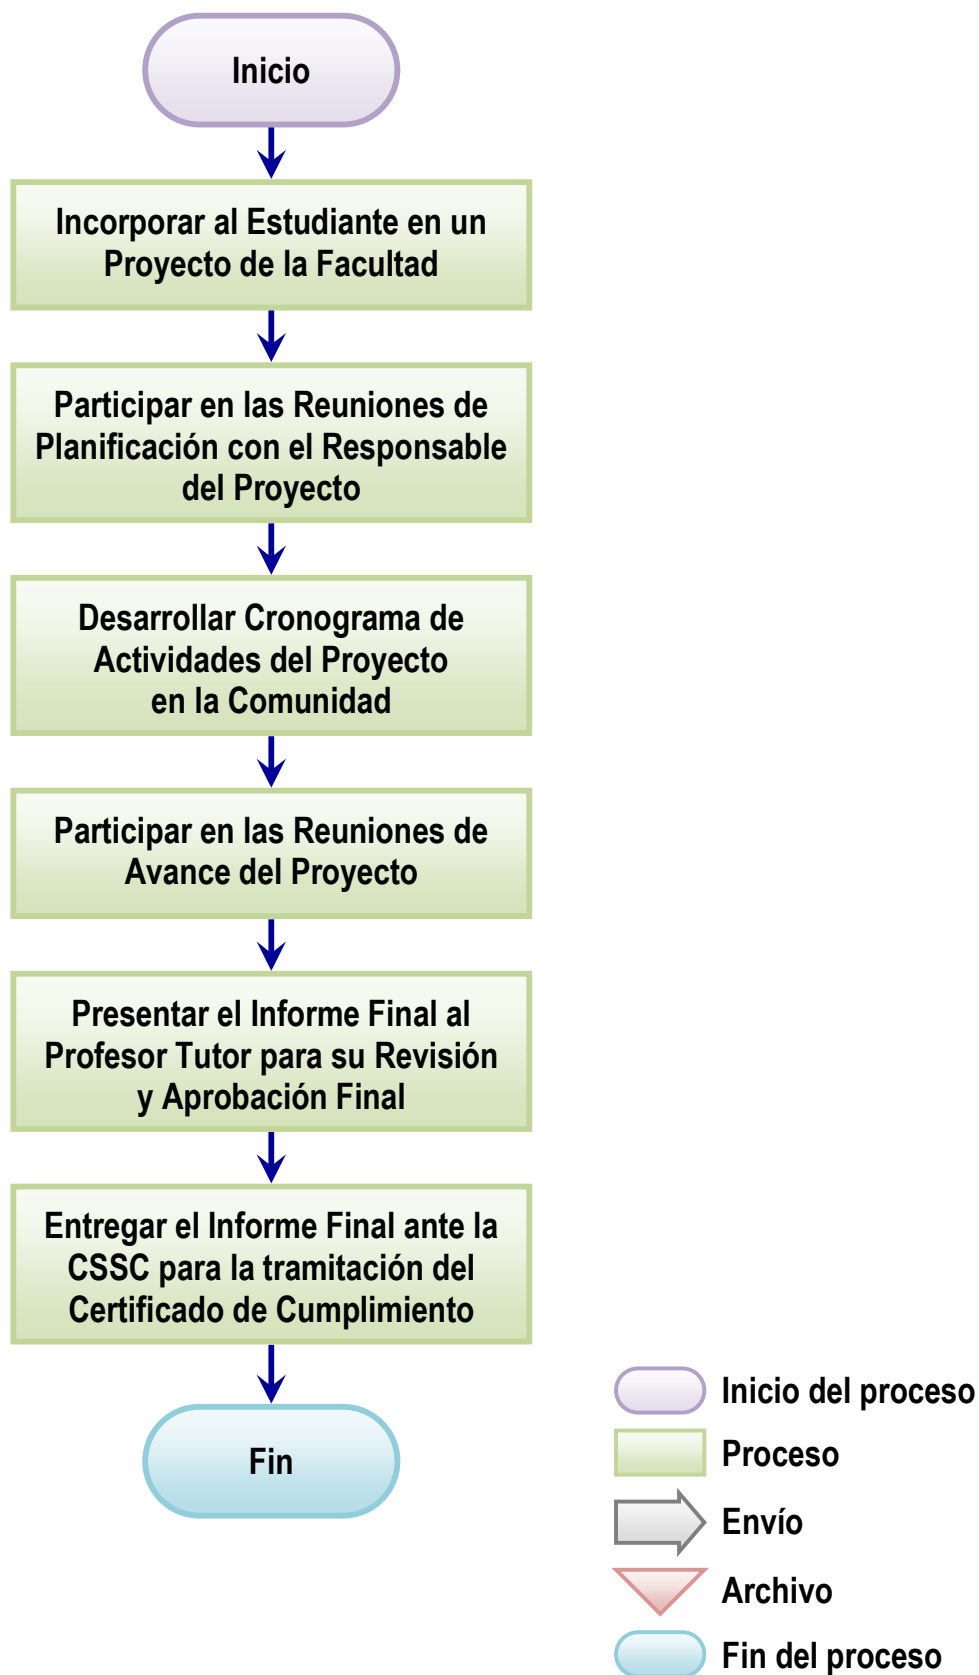 Inicio
Incorporar al Estudiante en un
Proyecto de la Facultad
Participar en las Reuniones de
Planificación con el Responsable
del Proyecto
Desarrollar Cronograma de
Actividades del Proyecto
en la Comunidad
Participar en las Reuniones de
Avance del Proyecto
Presentar el Informe Final al
Profesor Tutor para su Revisión
y Aprobación Final
Entregar el Informe Final ante la
CSSC para la tramitación del
Certificado de Cumplimiento
Fin
Inicio del proceso
Proceso
Envío
Archivo
Fin del proceso